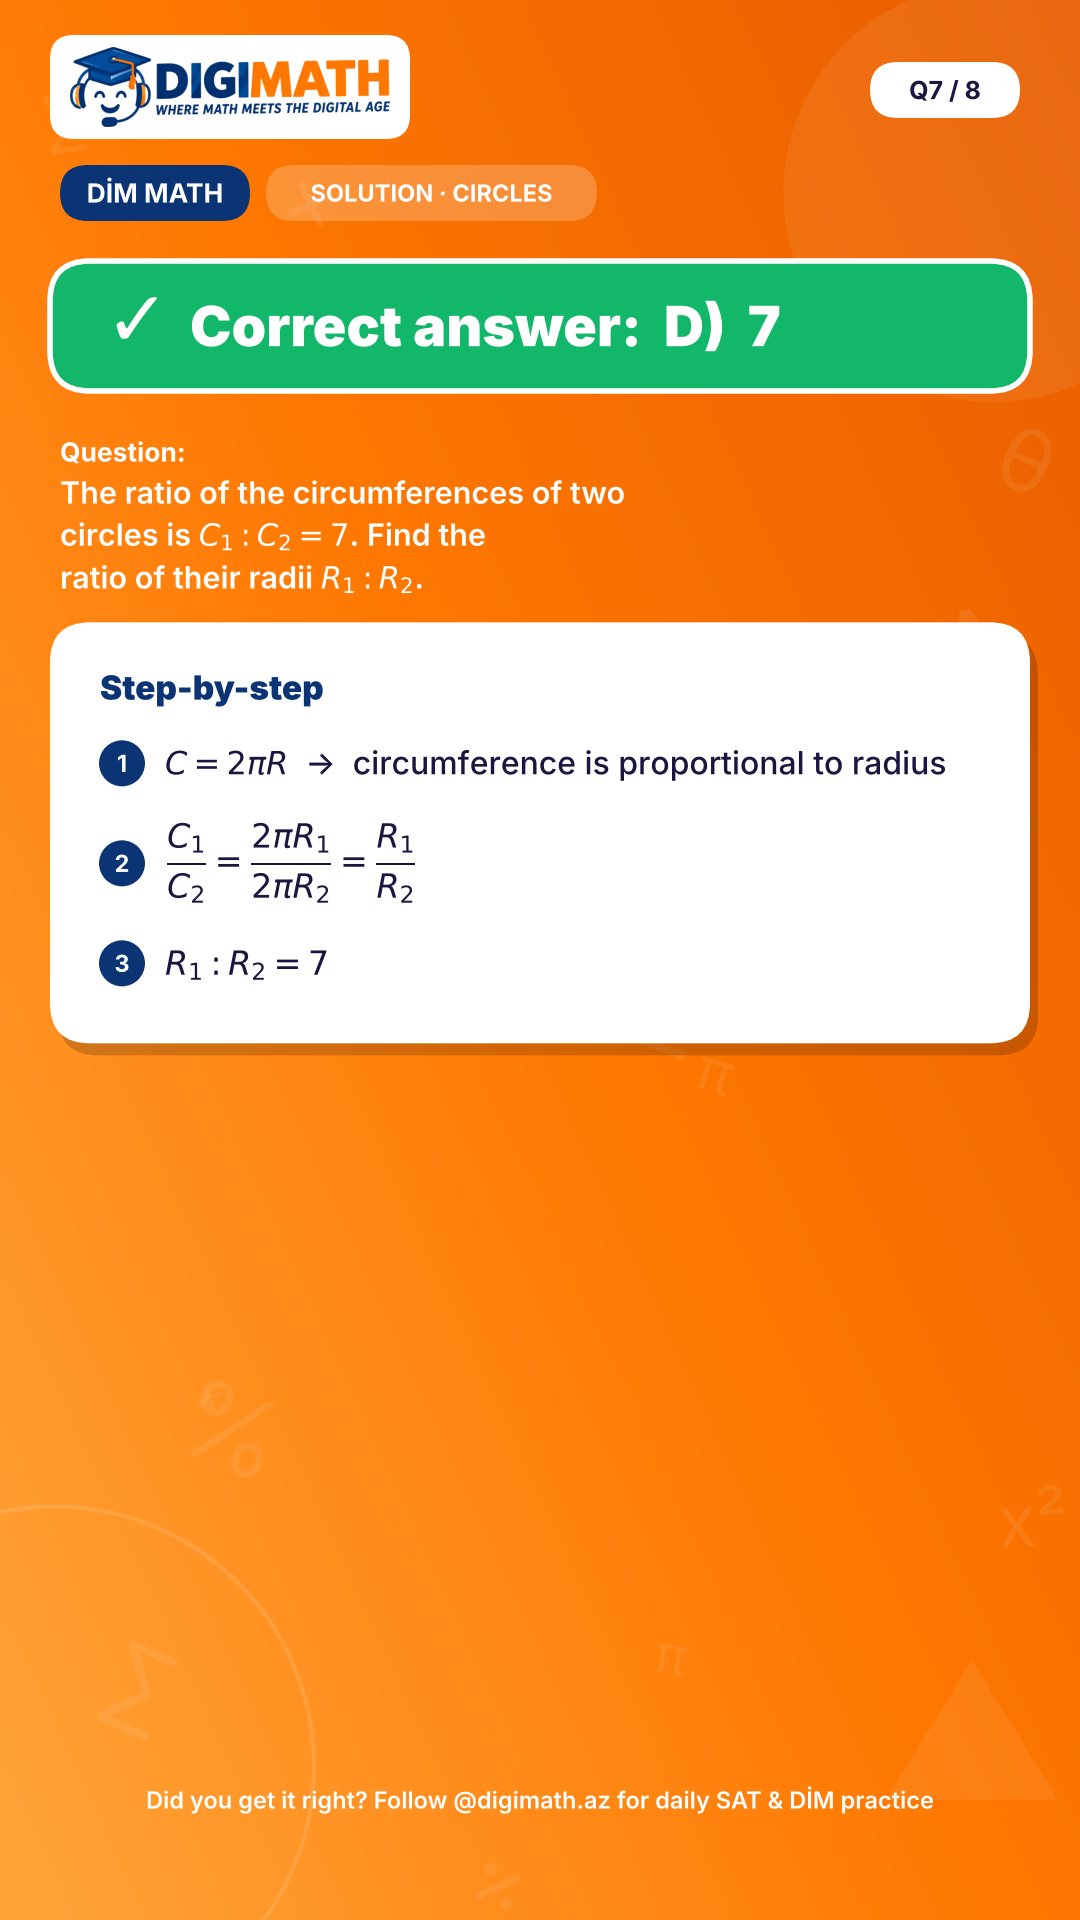 DIGIMATH
WHERE MATH MEETS THE DIGITAL AGE
Q7 / 8
DİM MATH
SOLUTION · CIRCLES
✓ Correct answer: D) 7
Question:
The ratio of the circumferences of two
circles is C₁ : C₂ = 7. Find the
ratio of their radii R₁ : R₂.
Step-by-step
1 C = 2πR → circumference is proportional to radius
2 C₁/C₂ = 2πR₁/2πR₂ = R₁/R₂
3 R₁ : R₂ = 7
θ
π
%
x²
Σ
π
÷
Did you get it right? Follow @digimath.az for daily SAT & DİM practice